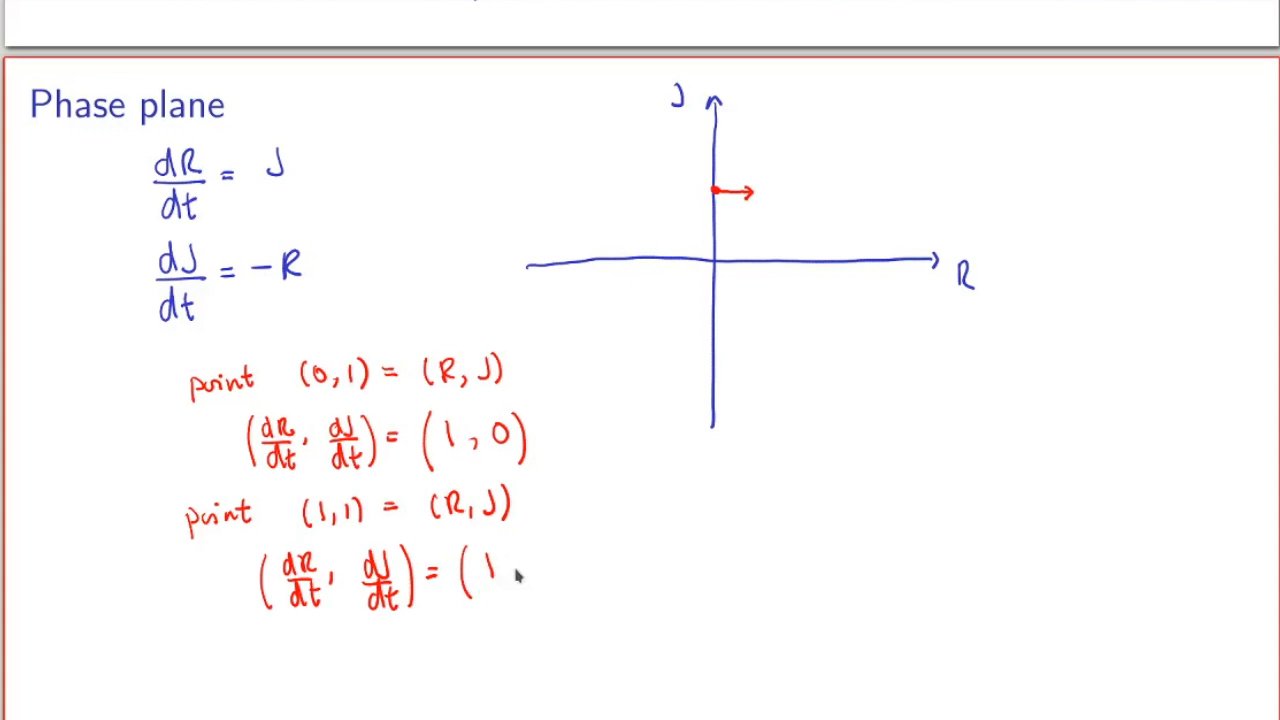 Phase plane
dR/dt = J
dJ/dt = -R
point (0,1) = (R, J)
(dR/dt, dJ/dt) = (1, 0)
point (1,1) = (R, J)
(dR/dt, dJ/dt) = (1
J
R